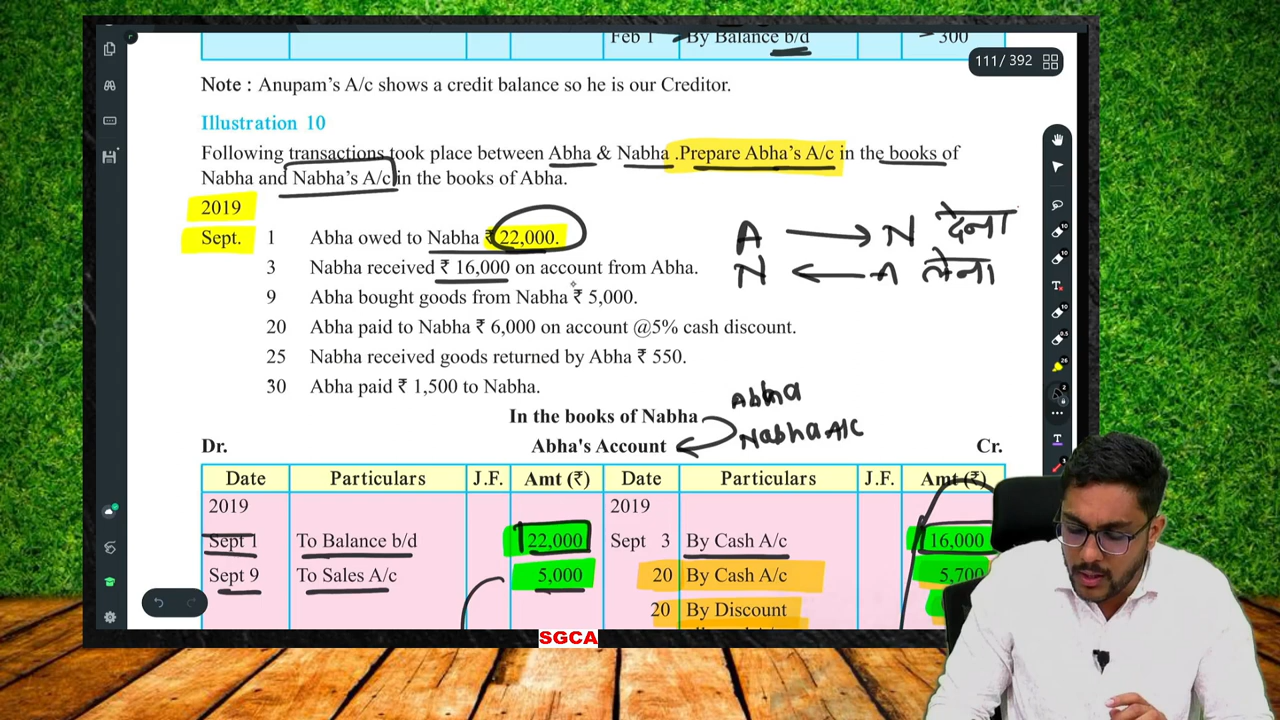 Feb 1 By Balance b/d 300
111/ 392
Note : Anupam's A/c shows a credit balance so he is our Creditor.
Illustration 10
Following transactions took place between Abha & Nabha .Prepare Abha's A/c in the books of
Nabha and Nabha's A/c in the books of Abha.
2019
Sept. 1 Abha owed to Nabha ₹ 22,000.
3 Nabha received ₹ 16,000 on account from Abha.
9 Abha bought goods from Nabha ₹ 5,000.
20 Abha paid to Nabha ₹ 6,000 on account @5% cash discount.
25 Nabha received goods returned by Abha ₹ 550.
30 Abha paid ₹ 1,500 to Nabha.
A → N देना
N ← A लेना
Abha
Nabha A/C
In the books of Nabha
Dr. Abha's Account Cr.
Date Particulars J.F. Amt (₹) Date Particulars J.F. Amt (₹)
2019 2019
Sept 1 To Balance b/d 22,000 Sept 3 By Cash A/c 16,000
Sept 9 To Sales A/c 5,000 20 By Cash A/c 5,700
20 By Discount
SGCA